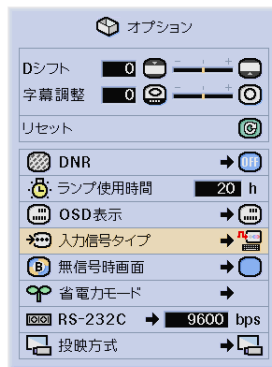 オプション
Dシフト 0 - +
字幕調整 0 - +
リセット
DNR OFF
ランプ使用時間 20 h
OSD表示
入力信号タイプ
B 無信号時画面
省電力モード
RS-232C 9600 bps
投映方式